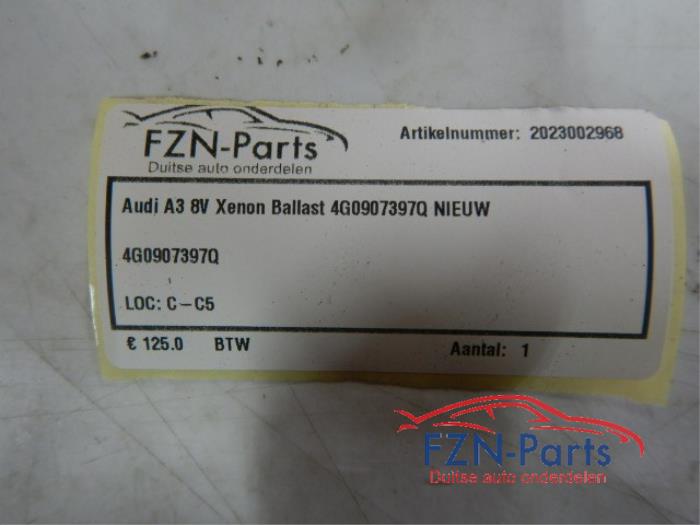 FZN-Parts
Duitse auto onderdelen
Artikelnummer: 2023002968
Audi A3 8V Xenon Ballast 4G0907397Q NIEUW
4G0907397Q
LOC: C-C5
€ 125.0 BTW Aantal: 1
FZN-Parts
Duitse auto onderdelen